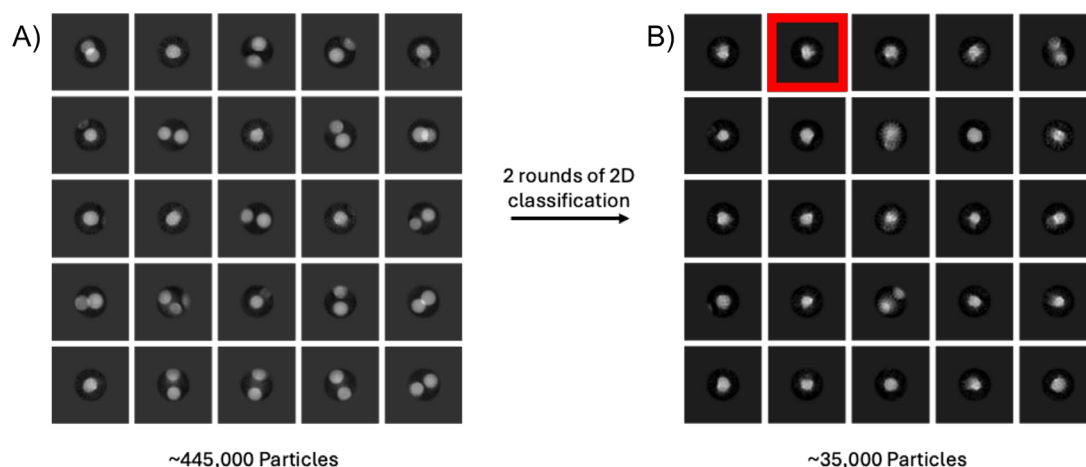 A)
B)
2 rounds of 2D
classification
~445,000 Particles
~35,000 Particles